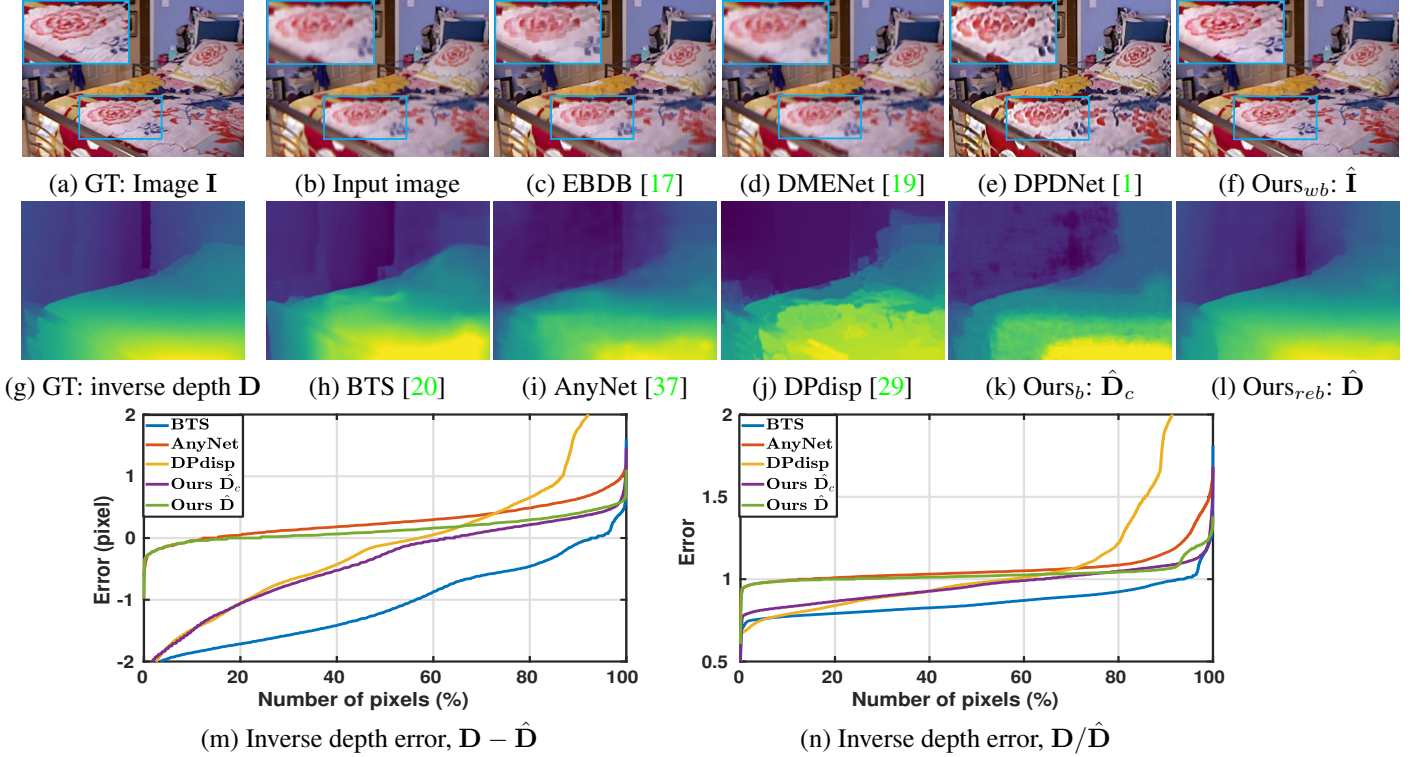 (a) GT: Image I
(b) Input image
(c) EBDB [17]
(d) DMENet [19]
(e) DPDNet [1]
(f) Ours_wb: Î
(g) GT: inverse depth D
(h) BTS [20]
(i) AnyNet [37]
(j) DPdisp [29]
(k) Ours_b: D̂_c
(l) Ours_reb: D̂
2
1
0
-1
-2
Error (pixel)
BTS
AnyNet
DPdisp
Ours D̂_c
Ours D̂
0 20 40 60 80 100
Number of pixels (%)
(m) Inverse depth error, D − D̂
2
1.5
1
0.5
Error
BTS
AnyNet
DPdisp
Ours D̂_c
Ours D̂
0 20 40 60 80 100
Number of pixels (%)
(n) Inverse depth error, D/D̂